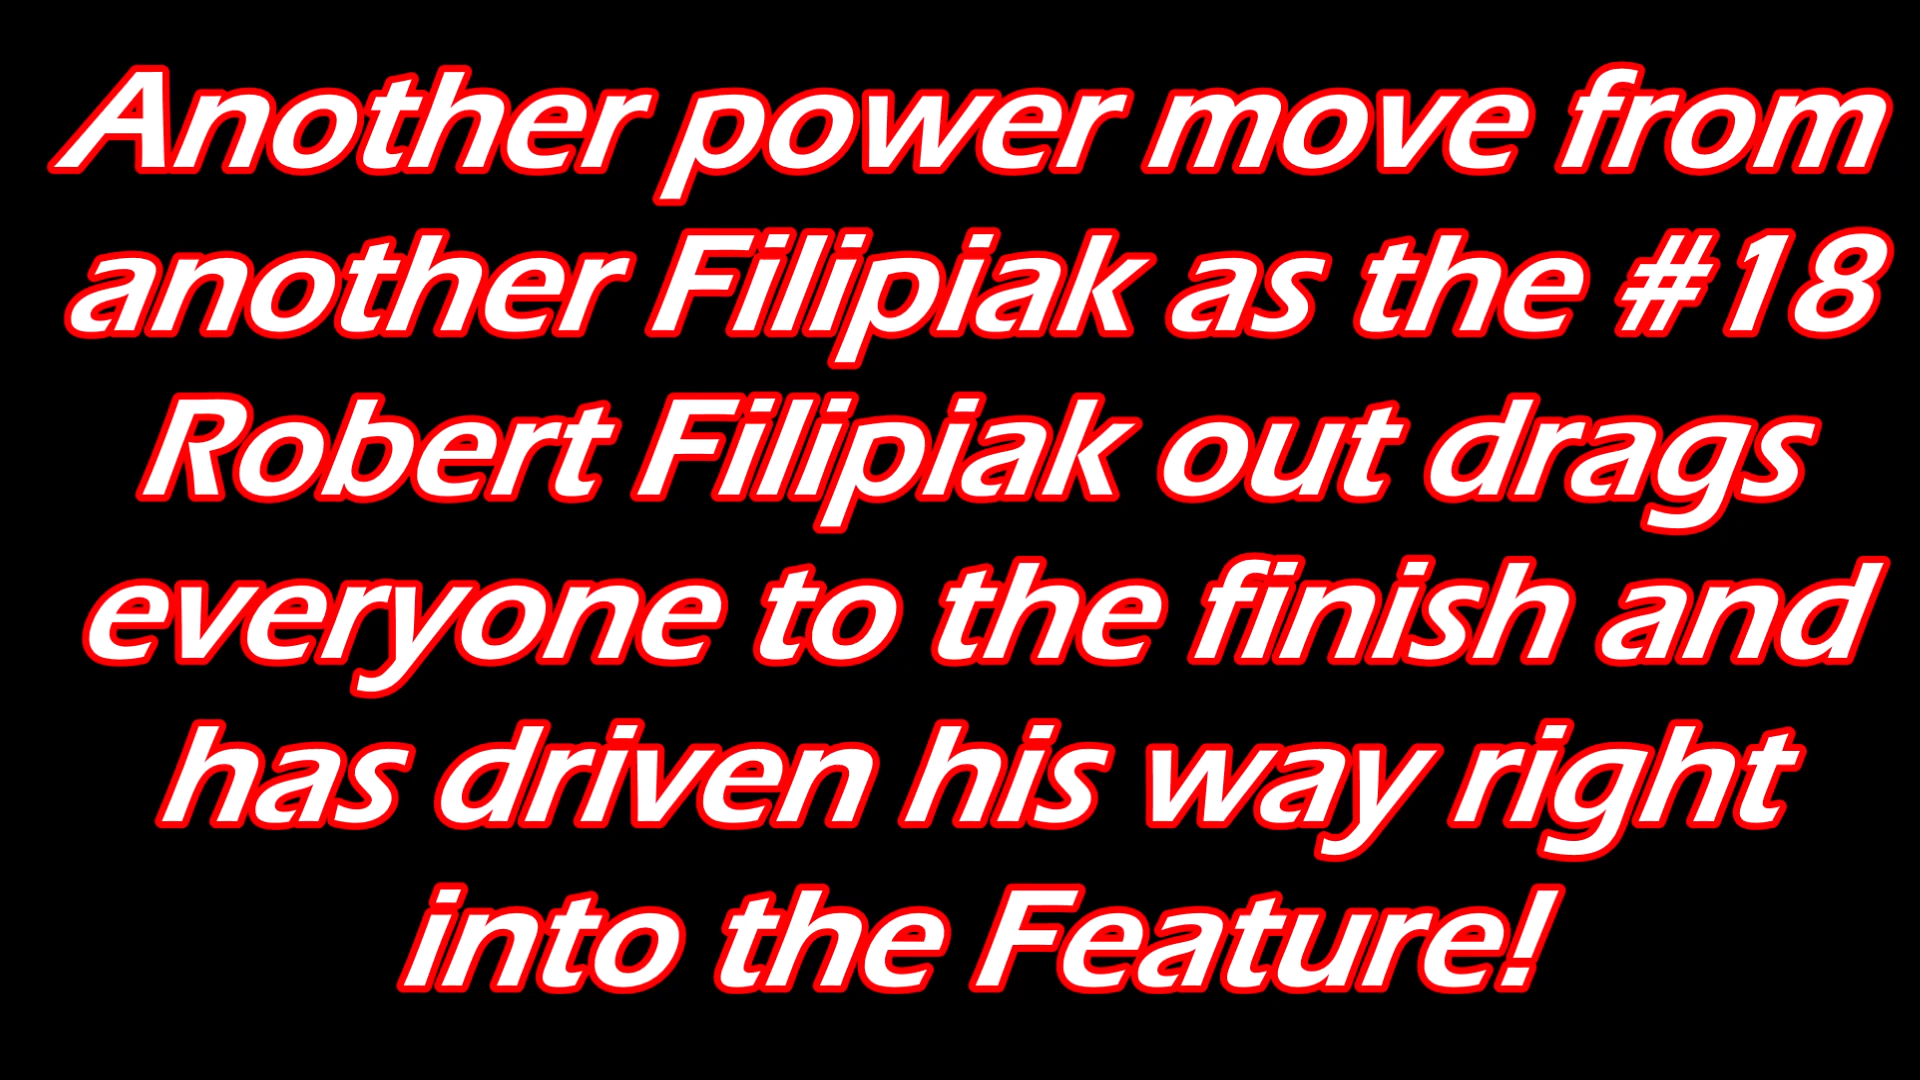 Another power move from
another Filipiak as the #18
Robert Filipiak out drags
everyone to the finish and
has driven his way right
into the Feature!